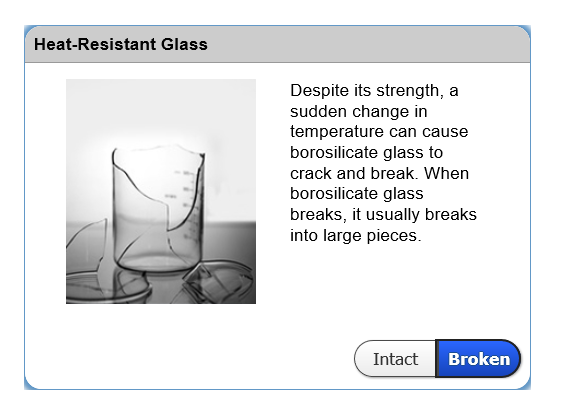 Heat-Resistant Glass
Despite its strength, a
sudden change in
temperature can cause
borosilicate glass to
crack and break. When
borosilicate glass
breaks, it usually breaks
into large pieces.
Intact Broken